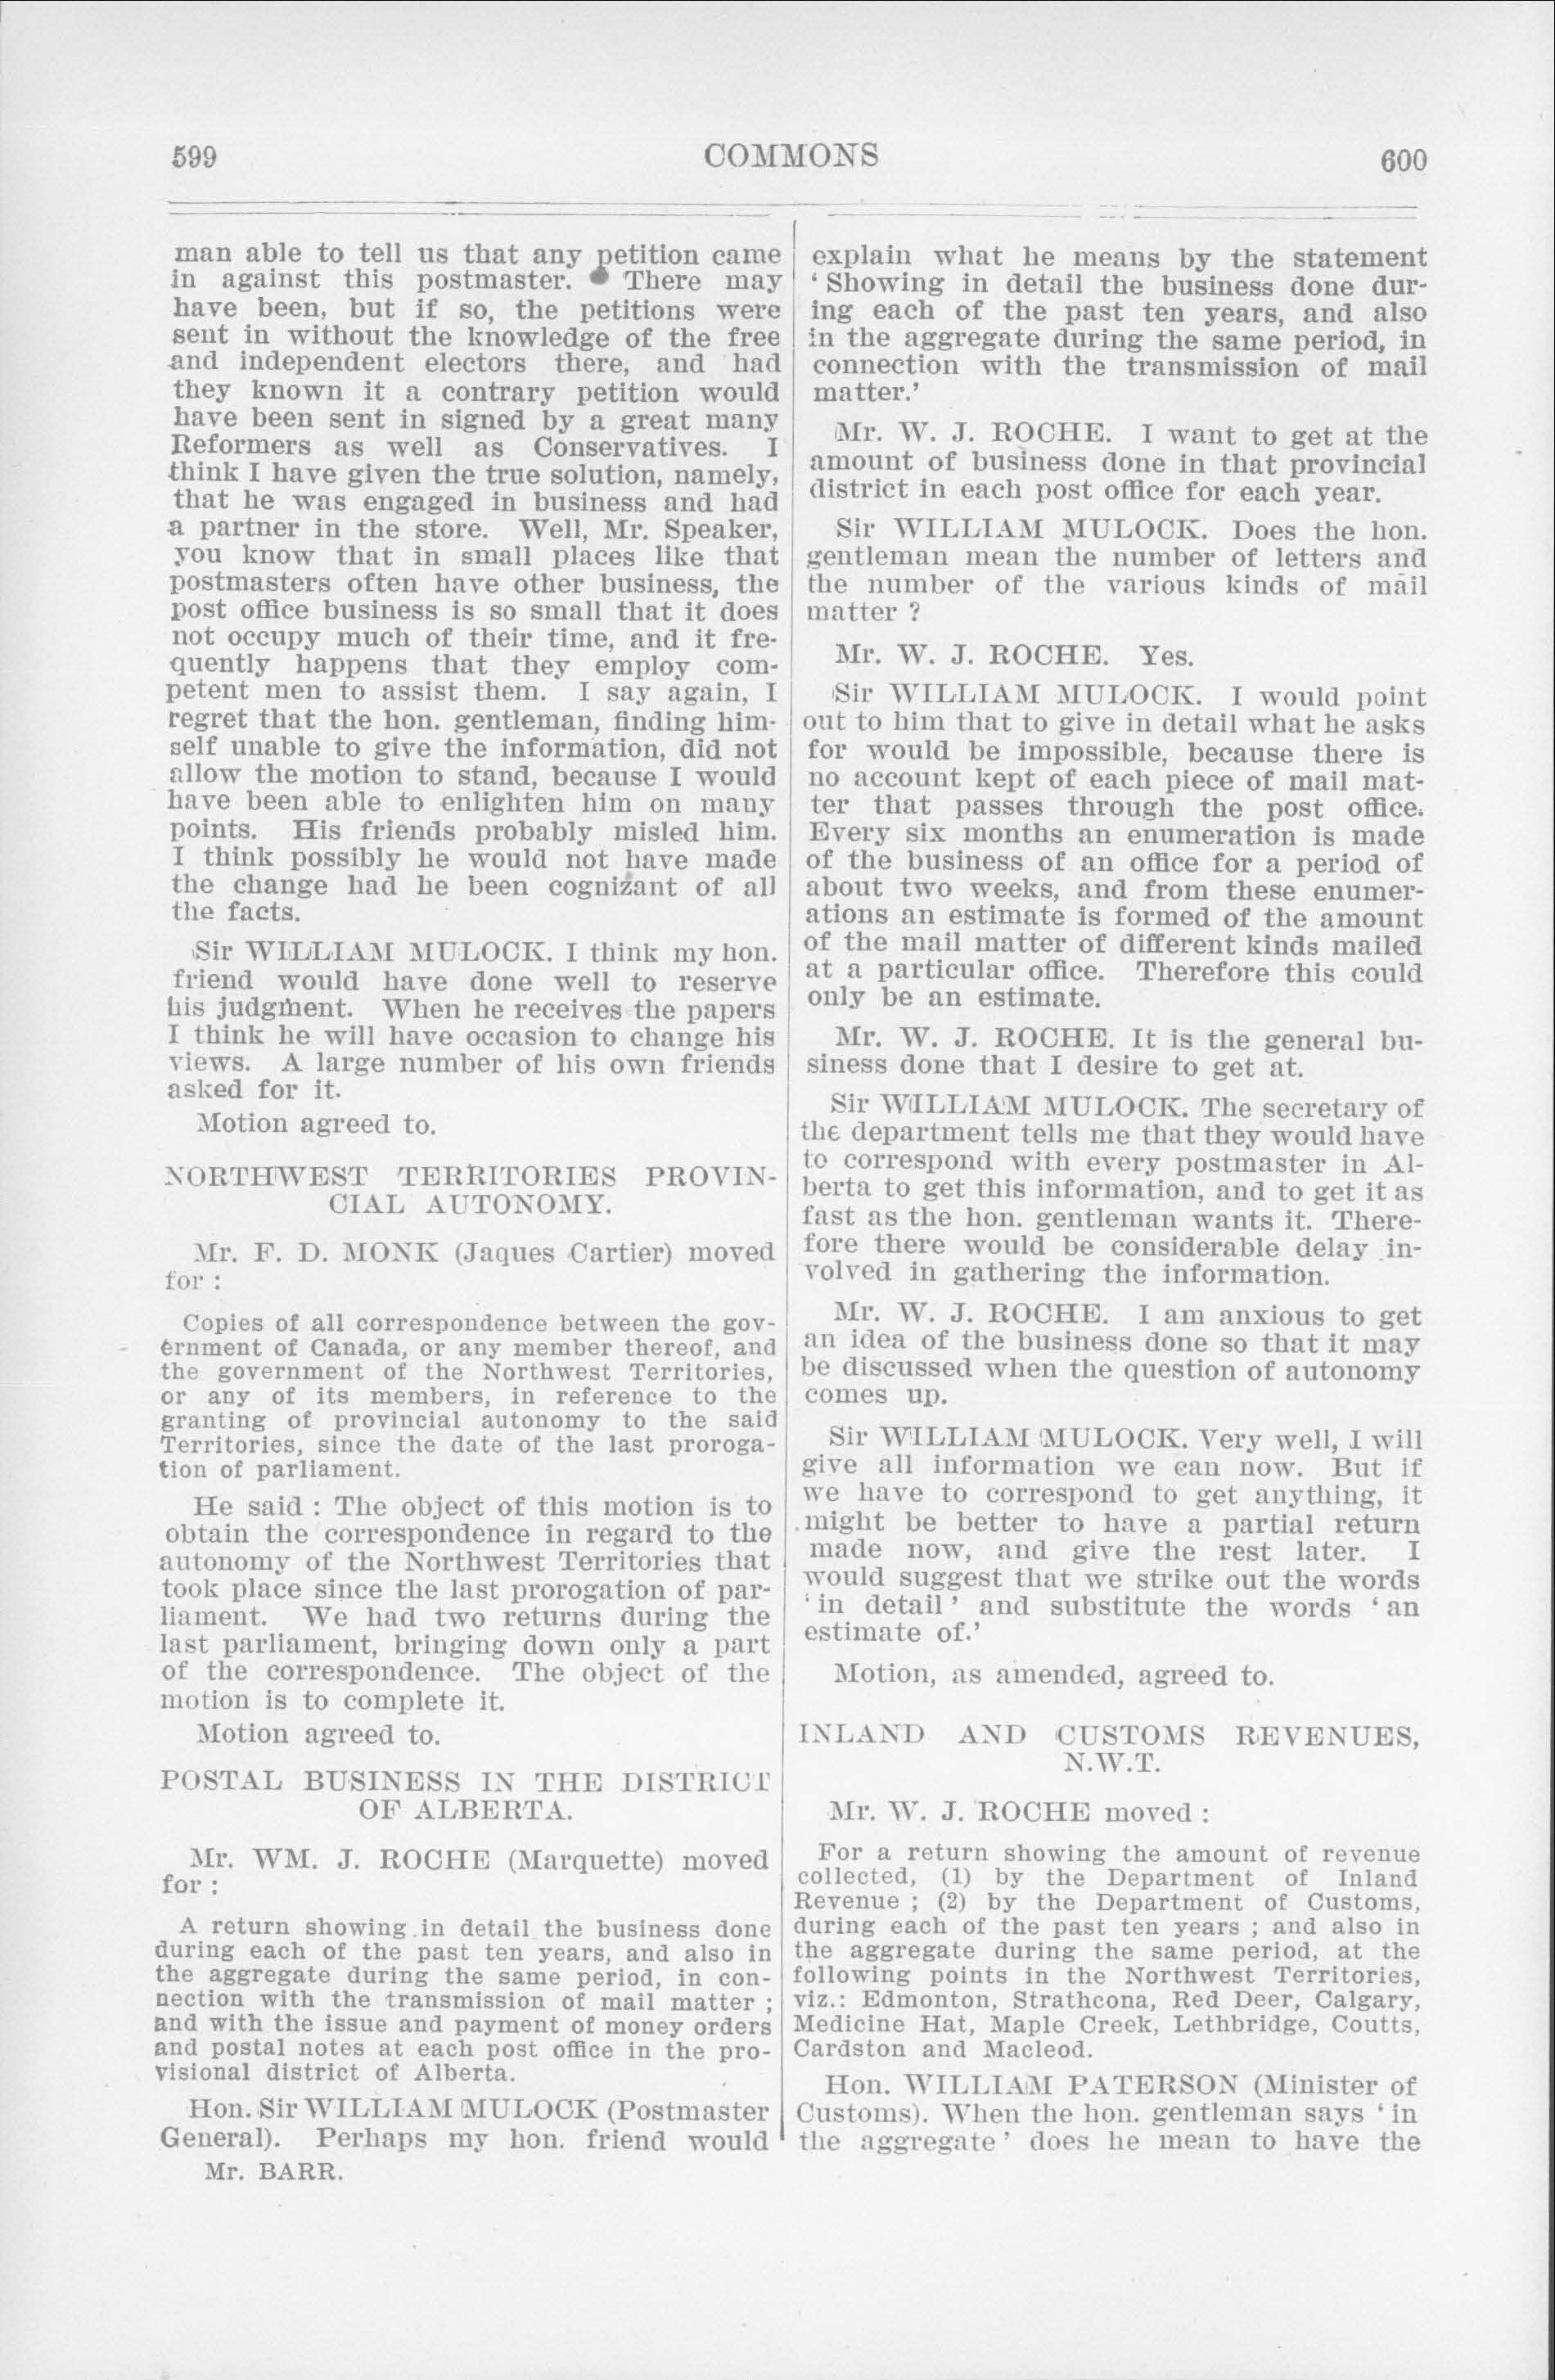 599
COMMONS
600
man able to tell us that any petition came
in against this postmaster. There may
have been, but if so, the petitions were
sent in without the knowledge of the free
and independent electors there, and had
they known it a contrary petition would
have been sent in signed by a great many
Reformers as well as Conservatives. I
think I have given the true solution, namely,
that he was engaged in business and had
a partner in the store. Well, Mr. Speaker,
you know that in small places like that
postmasters often have other business, the
post office business is so small that it does
not occupy much of their time, and it fre-
quently happens that they employ com-
petent men to assist them. I say again, I
regret that the hon. gentleman, finding him-
self unable to give the information, did not
allow the motion to stand, because I would
have been able to enlighten him on many
points. His friends probably misled him.
I think possibly he would not have made
the change had he been cognizant of all
the facts.
Sir WILLIAM MULOCK. I think my hon.
friend would have done well to reserve
his judgment. When he receives the papers
I think he will have occasion to change his
views. A large number of his own friends
asked for it.
Motion agreed to.
NORTHWEST TERRITORIES PROVIN-
CIAL AUTONOMY.
Mr. F. D. MONK (Jaques Cartier) moved
for :
Copies of all correspondence between the gov-
ernment of Canada, or any member thereof, and
the government of the Northwest Territories,
or any of its members, in reference to the
granting of provincial autonomy to the said
Territories, since the date of the last proroga-
tion of parliament.
He said : The object of this motion is to
obtain the correspondence in regard to the
autonomy of the Northwest Territories that
took place since the last prorogation of par-
liament. We had two returns during the
last parliament, bringing down only a part
of the correspondence. The object of the
motion is to complete it.
Motion agreed to.
POSTAL BUSINESS IN THE DISTRICT
OF ALBERTA.
Mr. WM. J. ROCHE (Marquette) moved
for :
A return showing in detail the business done
during each of the past ten years, and also in
the aggregate during the same period, in con-
nection with the transmission of mail matter ;
and with the issue and payment of money orders
and postal notes at each post office in the pro-
visional district of Alberta.
Hon. Sir WILLIAM MULOCK (Postmaster
General). Perhaps my hon. friend would
Mr. BARR.
explain what he means by the statement
‘ Showing in detail the business done dur-
ing each of the past ten years, and also
in the aggregate during the same period, in
connection with the transmission of mail
matter.’
Mr. W. J. ROCHE. I want to get at the
amount of business done in that provincial
district in each post office for each year.
Sir WILLIAM MULOCK. Does the hon.
gentleman mean the number of letters and
the number of the various kinds of mail
matter ?
Mr. W. J. ROCHE. Yes.
Sir WILLIAM MULOCK. I would point
out to him that to give in detail what he asks
for would be impossible, because there is
no account kept of each piece of mail mat-
ter that passes through the post office.
Every six months an enumeration is made
of the business of an office for a period of
about two weeks, and from these enumer-
ations an estimate is formed of the amount
of the mail matter of different kinds mailed
at a particular office. Therefore this could
only be an estimate.
Mr. W. J. ROCHE. It is the general bu-
siness done that I desire to get at.
Sir WILLIAM MULOCK. The secretary of
the department tells me that they would have
to correspond with every postmaster in Al-
berta to get this information, and to get it as
fast as the hon. gentleman wants it. There-
fore there would be considerable delay in-
volved in gathering the information.
Mr. W. J. ROCHE. I am anxious to get
an idea of the business done so that it may
be discussed when the question of autonomy
comes up.
Sir WILLIAM MULOCK. Very well, I will
give all information we can now. But if
we have to correspond to get anything, it
might be better to have a partial return
made now, and give the rest later. I
would suggest that we strike out the words
‘ in detail ’ and substitute the words ‘ an
estimate of.’
Motion, as amended, agreed to.
INLAND AND CUSTOMS REVENUES,
N.W.T.
Mr. W. J. ROCHE moved :
For a return showing the amount of revenue
collected, (1) by the Department of Inland
Revenue ; (2) by the Department of Customs,
during each of the past ten years ; and also in
the aggregate during the same period, at the
following points in the Northwest Territories,
viz.: Edmonton, Strathcona, Red Deer, Calgary,
Medicine Hat, Maple Creek, Lethbridge, Coutts,
Cardston and Macleod.
Hon. WILLIAM PATERSON (Minister of
Customs). When the hon. gentleman says ‘ in
the aggregate ’ does he mean to have the